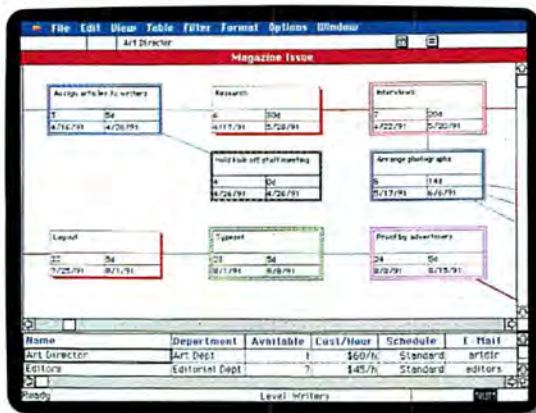 File Edit View Table Filter Format Options Window
Art Director
Magazine Issue
Assign articles to writers
3 5d
4/16/91 4/26/91
Research
6 30d
4/17/91 5/28/91
Interviews
7 20d
4/22/91 5/20/91
Hold kick off staff meeting
4 0d
4/26/91 4/26/91
Arrange photographs
8 14d
5/17/91 6/6/91
Layout
22 5d
7/25/91 8/1/91
Typeset
23 5d
8/1/91 8/8/91
Proof by advertisers
24 5d
8/8/91 8/15/91
Name Department Available Cost/Hour Schedule E-Mail
Art Director Art Dept 1 $60/h Standard artdir
Editors Editorial Dept 7 $45/h Standard editors
Ready Level: Writers NUM